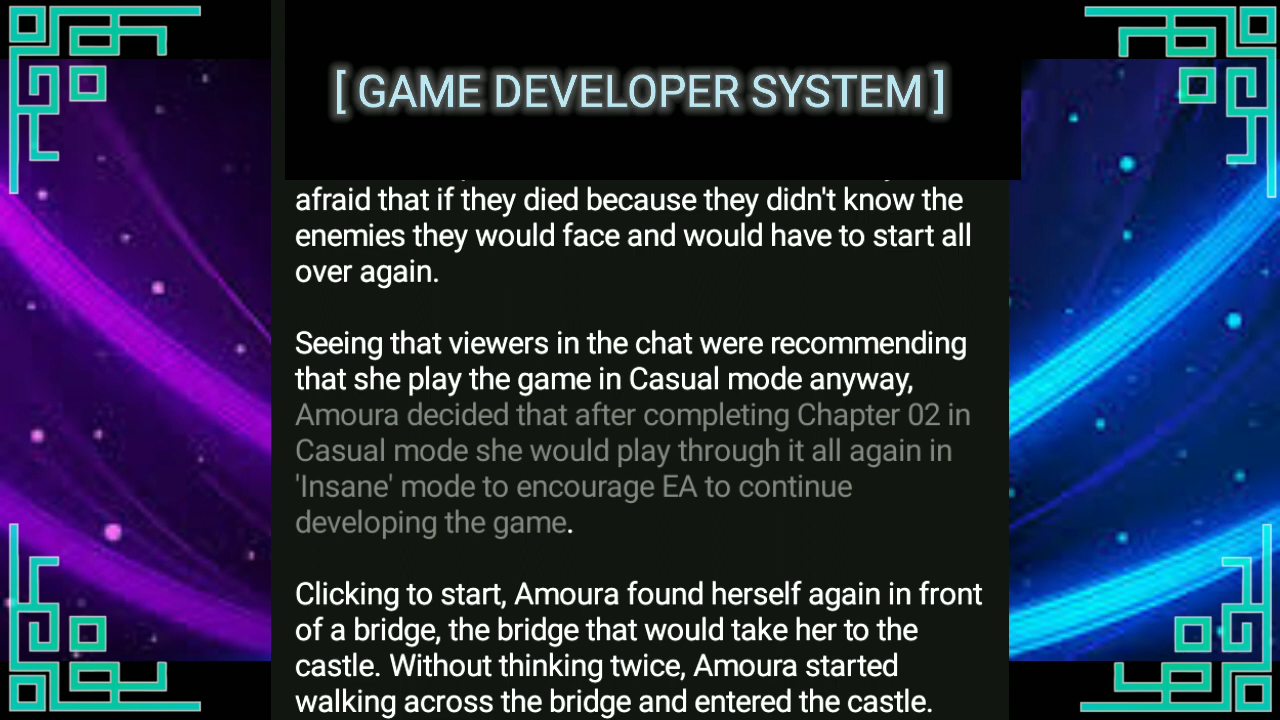 [ GAME DEVELOPER SYSTEM ]
afraid that if they died because they didn't know the
enemies they would face and would have to start all
over again.
Seeing that viewers in the chat were recommending
that she play the game in Casual mode anyway,
Amoura decided that after completing Chapter 02 in
Casual mode she would play through it all again in
'Insane' mode to encourage EA to continue
developing the game.
Clicking to start, Amoura found herself again in front
of a bridge, the bridge that would take her to the
castle. Without thinking twice, Amoura started
walking across the bridge and entered the castle.